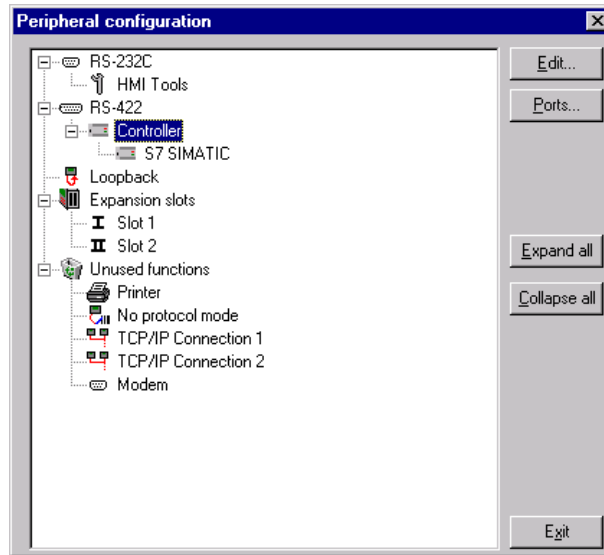 Peripheral configuration
RS-232C
HMI Tools
RS-422
Controller
S7 SIMATIC
Loopback
Expansion slots
I Slot 1
II Slot 2
Unused functions
Printer
No protocol mode
TCP/IP Connection 1
TCP/IP Connection 2
Modem
Edit...
Ports...
Expand all
Collapse all
Exit